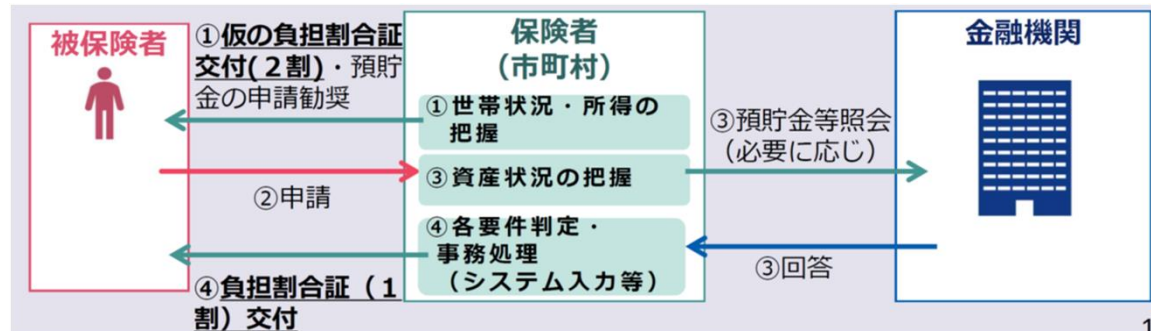 被保険者
①仮の負担割合証
交付(２割)・預貯
金の申請勧奨
②申請
④負担割合証（１
割）交付
保険者
（市町村）
①世帯状況・所得の
把握
③資産状況の把握
④各要件判定・
事務処理
（システム入力等）
③預貯金等照会
（必要に応じ）
③回答
金融機関
1